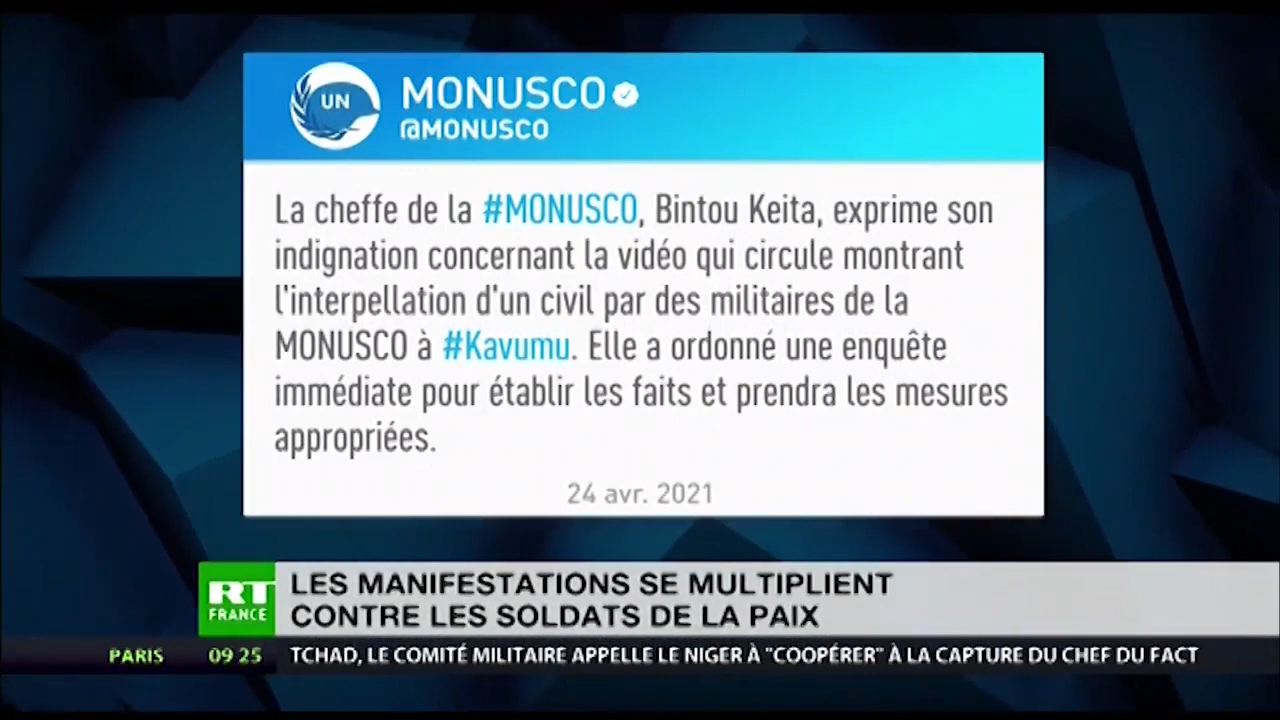 UN
MONUSCO
@MONUSCO
La cheffe de la #MONUSCO, Bintou Keita, exprime son
indignation concernant la vidéo qui circule montrant
l'interpellation d'un civil par des militaires de la
MONUSCO à #Kavumu. Elle a ordonné une enquête
immédiate pour établir les faits et prendra les mesures
appropriées.
24 avr. 2021
RT
FRANCE
LES MANIFESTATIONS SE MULTIPLIENT
CONTRE LES SOLDATS DE LA PAIX
PARIS 09 25 TCHAD, LE COMITÉ MILITAIRE APPELLE LE NIGER À "COOPÉRER" À LA CAPTURE DU CHEF DU FACT